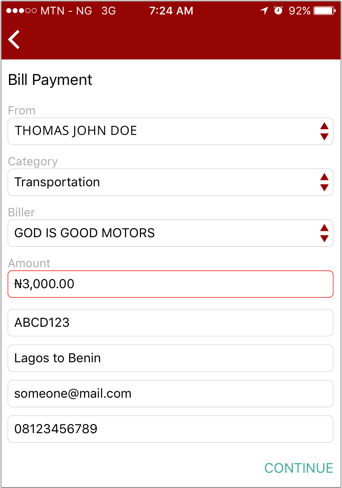 MTN - NG 3G 7:24 AM 92%
Bill Payment
From
THOMAS JOHN DOE
Category
Transportation
Biller
GOD IS GOOD MOTORS
Amount
₦3,000.00
ABCD123
Lagos to Benin
someone@mail.com
08123456789
CONTINUE